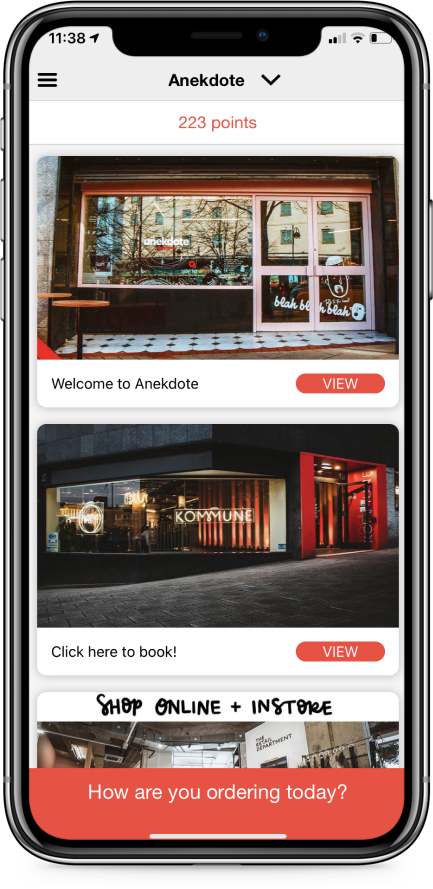 11:38
Anekdote
223 points
anekdote
blah blah blah
Welcome to Anekdote
VIEW
KOMMUNE
Click here to book!
VIEW
SHOP ONLINE + INSTORE
THE
RETAIL
DEPARTMENT
How are you ordering today?